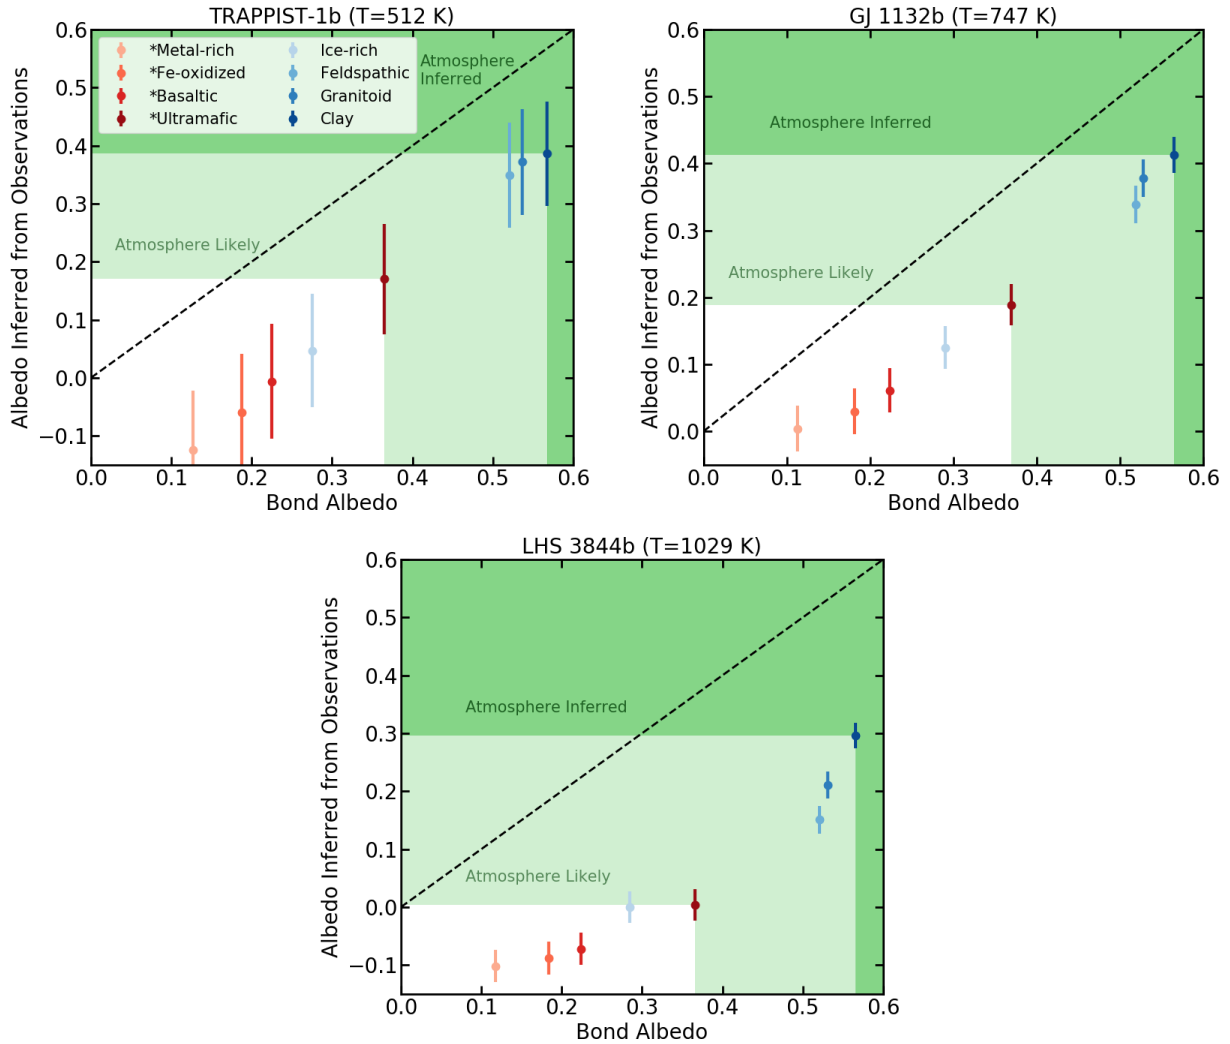 TRAPPIST-1b (T=512 K)
Albedo Inferred from Observations
0.6
0.5
0.4
0.3
0.2
0.1
0.0
−0.1
*Metal-rich
*Fe-oxidized
*Basaltic
*Ultramafic
Ice-rich
Feldspathic
Granitoid
Clay
Atmosphere
Inferred
Atmosphere Likely
0.0 0.1 0.2 0.3 0.4 0.5 0.6
Bond Albedo
GJ 1132b (T=747 K)
Albedo Inferred from Observations
0.6
0.5
0.4
0.3
0.2
0.1
0.0
Atmosphere Inferred
Atmosphere Likely
0.0 0.1 0.2 0.3 0.4 0.5 0.6
Bond Albedo
LHS 3844b (T=1029 K)
Albedo Inferred from Observations
0.6
0.5
0.4
0.3
0.2
0.1
0.0
−0.1
Atmosphere Inferred
Atmosphere Likely
0.0 0.1 0.2 0.3 0.4 0.5 0.6
Bond Albedo